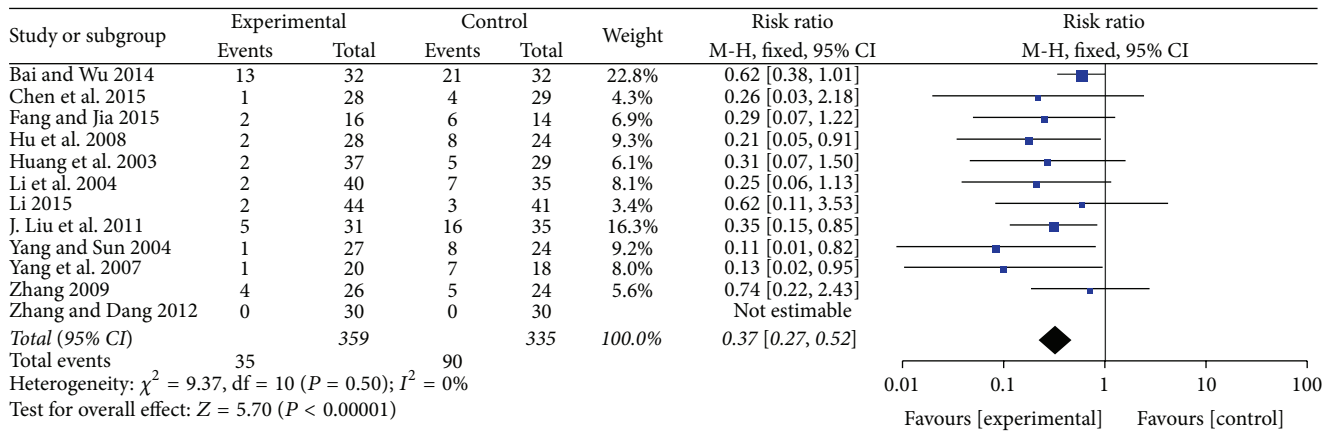 Study or subgroup Experimental Control Weight Risk ratio Risk ratio
Events Total Events Total M-H, fixed, 95% CI M-H, fixed, 95% CI
Bai and Wu 2014 13 32 21 32 22.8% 0.62 [0.38, 1.01]
Chen et al. 2015 1 28 4 29 4.3% 0.26 [0.03, 2.18]
Fang and Jia 2015 2 16 6 14 6.9% 0.29 [0.07, 1.22]
Hu et al. 2008 2 28 8 24 9.3% 0.21 [0.05, 0.91]
Huang et al. 2003 2 37 5 29 6.1% 0.31 [0.07, 1.50]
Li et al. 2004 2 40 7 35 8.1% 0.25 [0.06, 1.13]
Li 2015 2 44 3 41 3.4% 0.62 [0.11, 3.53]
J. Liu et al. 2011 5 31 16 35 16.3% 0.35 [0.15, 0.85]
Yang and Sun 2004 1 27 8 24 9.2% 0.11 [0.01, 0.82]
Yang et al. 2007 1 20 7 18 8.0% 0.13 [0.02, 0.95]
Zhang 2009 4 26 5 24 5.6% 0.74 [0.22, 2.43]
Zhang and Dang 2012 0 30 0 30 Not estimable
Total (95% CI) 359 335 100.0% 0.37 [0.27, 0.52]
Total events 35 90
Heterogeneity: χ² = 9.37, df = 10 (P = 0.50); I² = 0%
Test for overall effect: Z = 5.70 (P < 0.00001)
0.01 0.1 1 10 100
Favours [experimental] Favours [control]